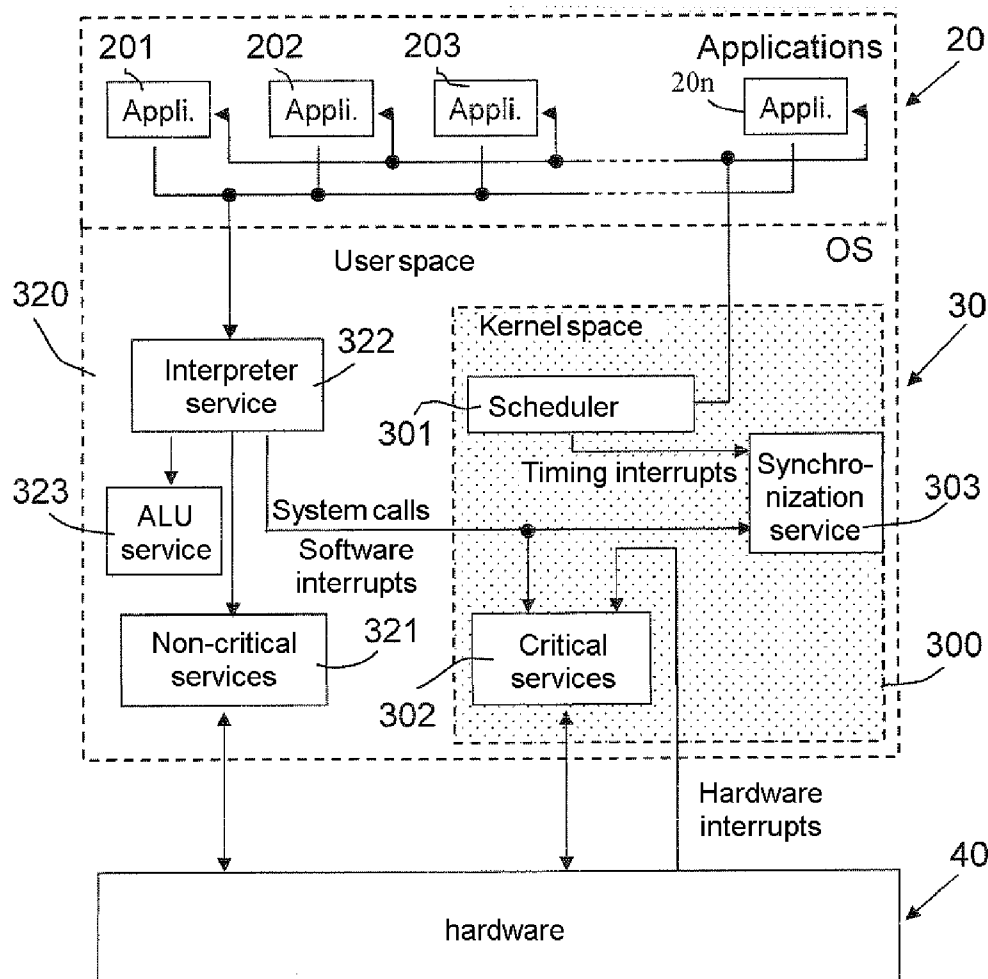 201
202
203
Applications
20
Appli.
Appli.
Appli.
20n
Appli.
OS
User space
320
30
Kernel space
322
Interpreter
service
301
Scheduler
Timing interrupts
Synchro-
nization
service
303
323
ALU
service
System calls
Software
interrupts
Non-critical
services
321
Critical
services
302
300
Hardware
interrupts
40
hardware